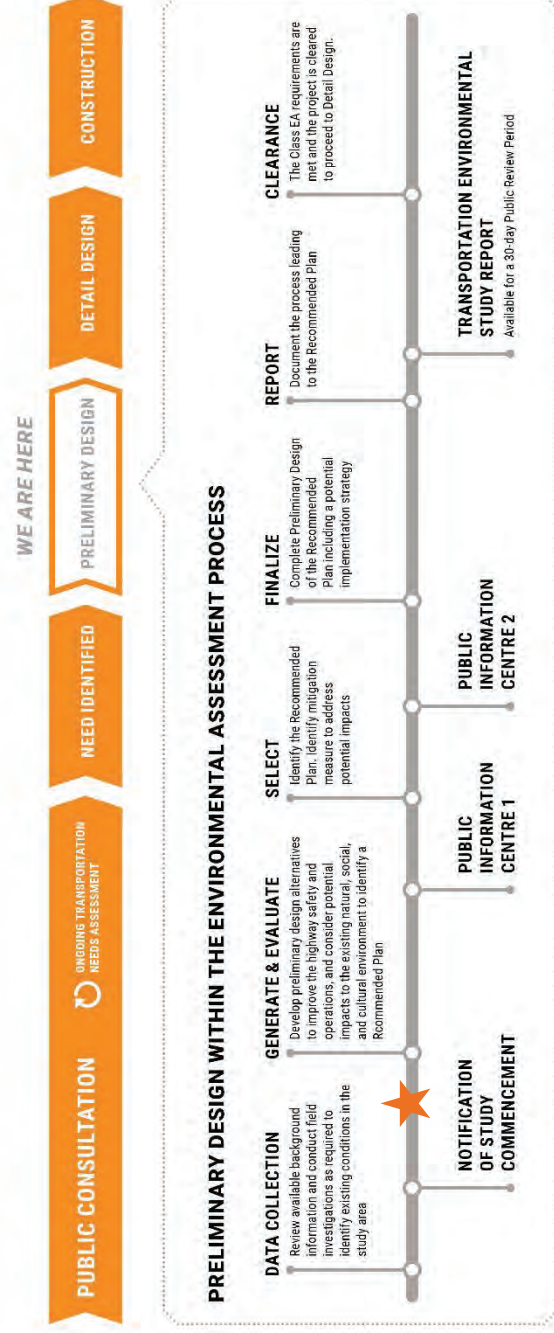 WE ARE HERE
PUBLIC CONSULTATION
ONGOING TRANSPORTATION
NEEDS ASSESSMENT
NEED IDENTIFIED
PRELIMINARY DESIGN
DETAIL DESIGN
CONSTRUCTION
PRELIMINARY DESIGN WITHIN THE ENVIRONMENTAL ASSESSMENT PROCESS
DATA COLLECTION
Review available background
information and conduct field
investigations as required to
identify existing conditions in the
study area
GENERATE & EVALUATE
Develop preliminary design alternatives
to improve the highway safety and
operations, and consider potential
impacts to the existing natural, social,
and cultural environment to identify a
Rcommended Plan
SELECT
Identify the Recommended
Plan. Identify mitigation
measure to address
potential impacts
FINALIZE
Complete Preliminary Design
of the Recommended
Plan including a potential
implementation strategy
REPORT
Document the process leading
to the Recommended Plan
CLEARANCE
The Class EA requirements are
met and the project is cleared
to proceed to Detail Design.
NOTIFICATION
OF STUDY
COMMENCEMENT
PUBLIC
INFORMATION
CENTRE 1
PUBLIC
INFORMATION
CENTRE 2
TRANSPORTATION ENVIRONMENTAL
STUDY REPORT
Available for a 30-day Public Review Period